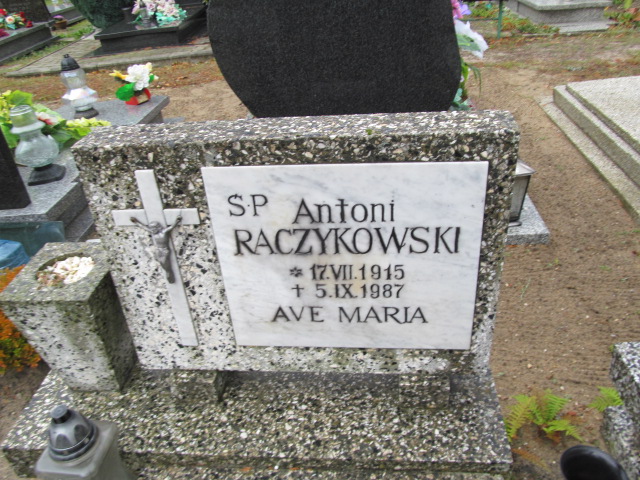 Ś.P Antoni
RACZYKOWSKI
* 17.VII.1915
+ 5.IX.1987
AVE MARIA